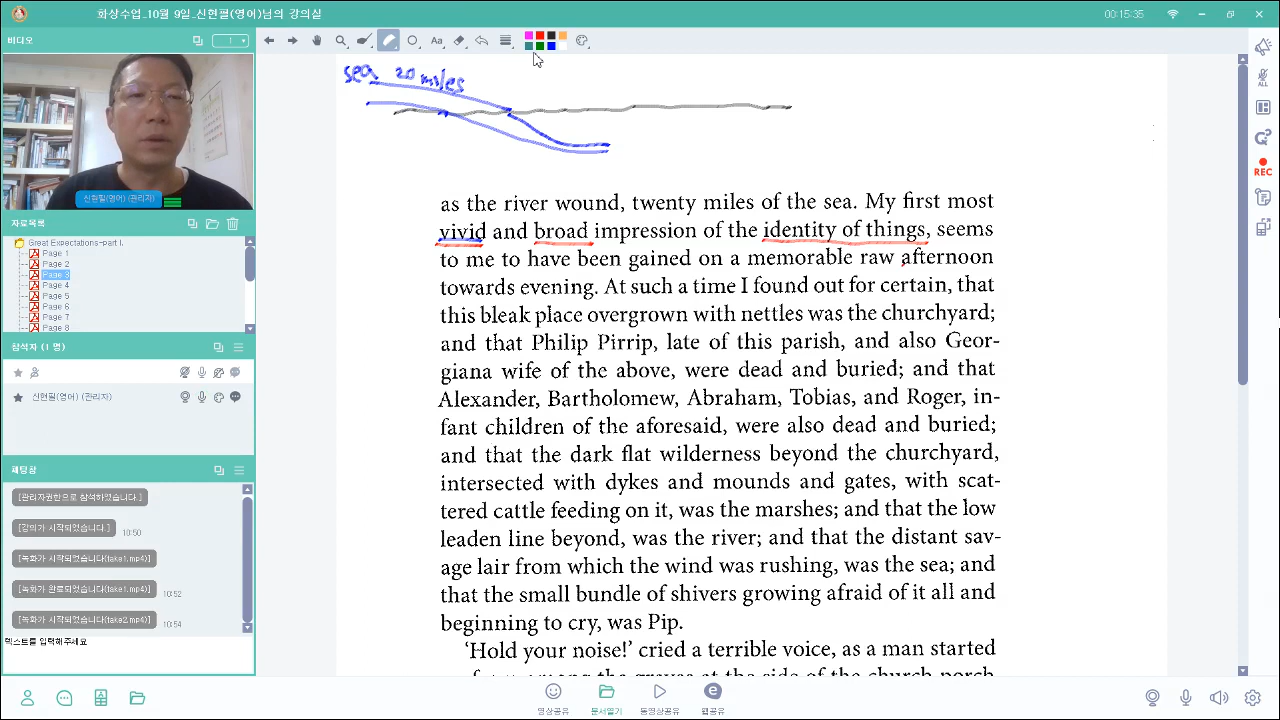 화상수업_10월 9일_신현필(영어)님의 강의실
00:15:35
비디오
1
Aa
ALL
REC
신현필(영어) (관리자)
자료목록
Great Expectations-part I.
Page 1
Page 2
Page 3
Page 4
Page 5
Page 6
Page 7
Page 8
참석자 (1 명)
신현필(영어) (관리자)
채팅창
[관리자권한으로 참석하였습니다.]
[강의가 시작되었습니다.]
10:50
[녹화가 시작되었습니다(take1.mp4)]
[녹화가 완료되었습니다(take1.mp4)]
10:52
[녹화가 시작되었습니다(take2.mp4)]
10:54
텍스트를 입력해주세요
sea 20 miles
as the river wound, twenty miles of the sea. My first most
vivid and broad impression of the identity of things, seems
to me to have been gained on a memorable raw afternoon
towards evening. At such a time I found out for certain, that
this bleak place overgrown with nettles was the churchyard;
and that Philip Pirrip, late of this parish, and also Geor-
giana wife of the above, were dead and buried; and that
Alexander, Bartholomew, Abraham, Tobias, and Roger, in-
fant children of the aforesaid, were also dead and buried;
and that the dark flat wilderness beyond the churchyard,
intersected with dykes and mounds and gates, with scat-
tered cattle feeding on it, was the marshes; and that the low
leaden line beyond, was the river; and that the distant sav-
age lair from which the wind was rushing, was the sea; and
that the small bundle of shivers growing afraid of it all and
beginning to cry, was Pip.
‘Hold your noise!’ cried a terrible voice, as a man started
from among the graves at the side of the church porch
영상공유
문서열기
동영상공유
웹공유